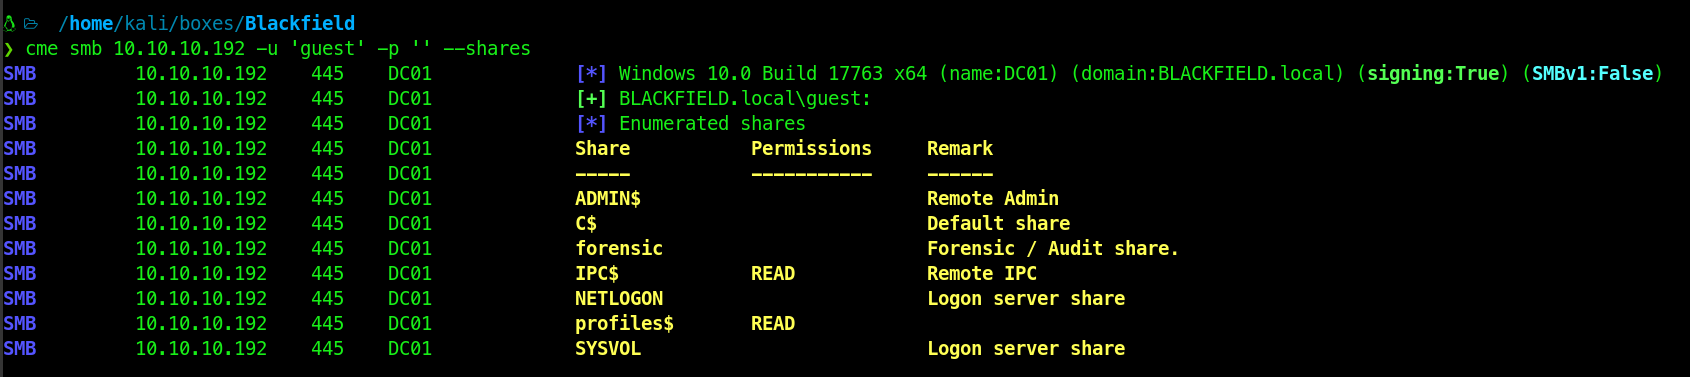 /home/kali/boxes/Blackfield
❯ cme smb 10.10.10.192 -u 'guest' -p '' --shares
SMB 10.10.10.192 445 DC01 [*] Windows 10.0 Build 17763 x64 (name:DC01) (domain:BLACKFIELD.local) (signing:True) (SMBv1:False)
SMB 10.10.10.192 445 DC01 [+] BLACKFIELD.local\guest:
SMB 10.10.10.192 445 DC01 [*] Enumerated shares
SMB 10.10.10.192 445 DC01 Share Permissions Remark
SMB 10.10.10.192 445 DC01 ----- ----------- ------
SMB 10.10.10.192 445 DC01 ADMIN$ Remote Admin
SMB 10.10.10.192 445 DC01 C$ Default share
SMB 10.10.10.192 445 DC01 forensic Forensic / Audit share.
SMB 10.10.10.192 445 DC01 IPC$ READ Remote IPC
SMB 10.10.10.192 445 DC01 NETLOGON Logon server share
SMB 10.10.10.192 445 DC01 profiles$ READ
SMB 10.10.10.192 445 DC01 SYSVOL Logon server share